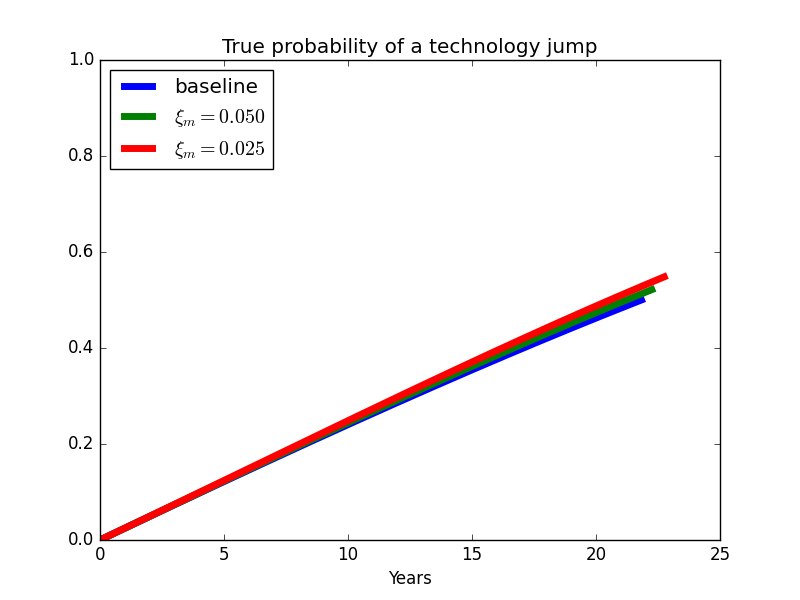 True probability of a technology jump
baseline
ξm = 0.050
ξm = 0.025
1.0
0.8
0.6
0.4
0.2
0.0
0 5 10 15 20 25
Years